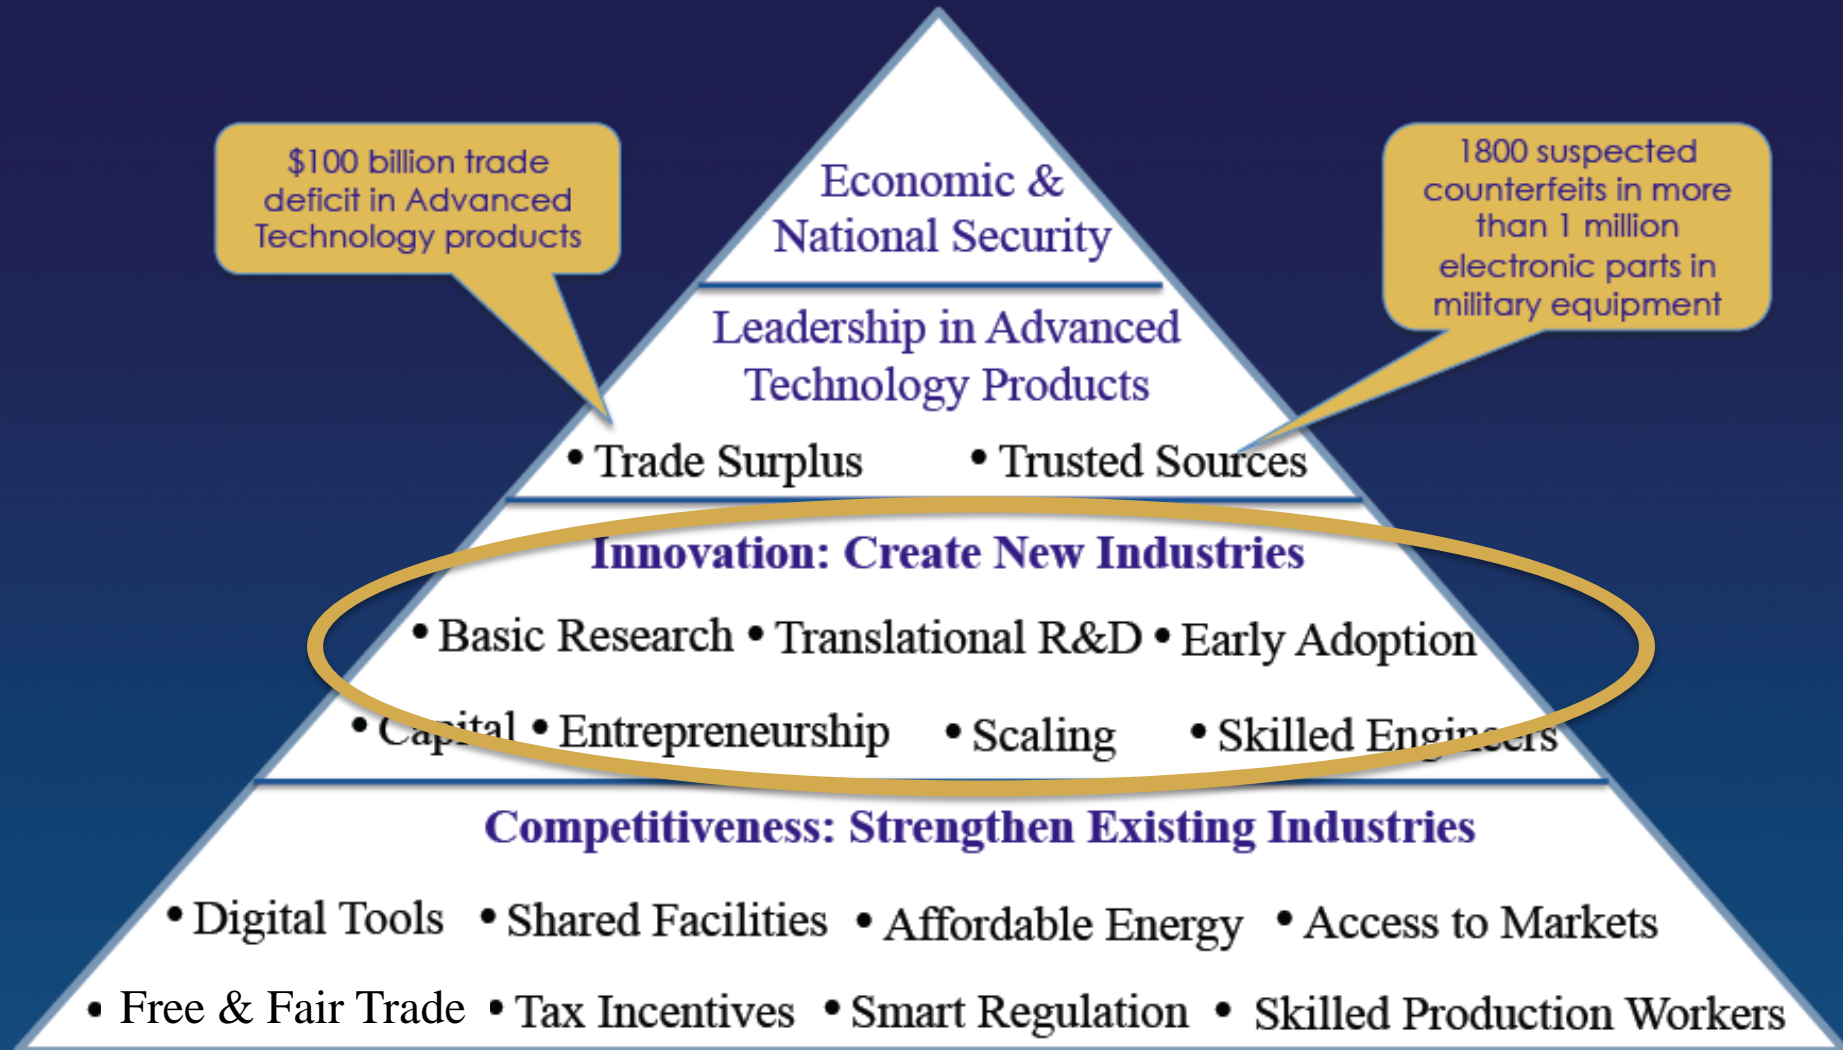 $100 billion trade
deficit in Advanced
Technology products
1800 suspected
counterfeits in more
than 1 million
electronic parts in
military equipment
Economic &
National Security
Leadership in Advanced
Technology Products
• Trade Surplus • Trusted Sources
Innovation: Create New Industries
• Basic Research • Translational R&D • Early Adoption
• Capital • Entrepreneurship • Scaling • Skilled Engineers
Competitiveness: Strengthen Existing Industries
• Digital Tools • Shared Facilities • Affordable Energy • Access to Markets
• Free & Fair Trade • Tax Incentives • Smart Regulation • Skilled Production Workers